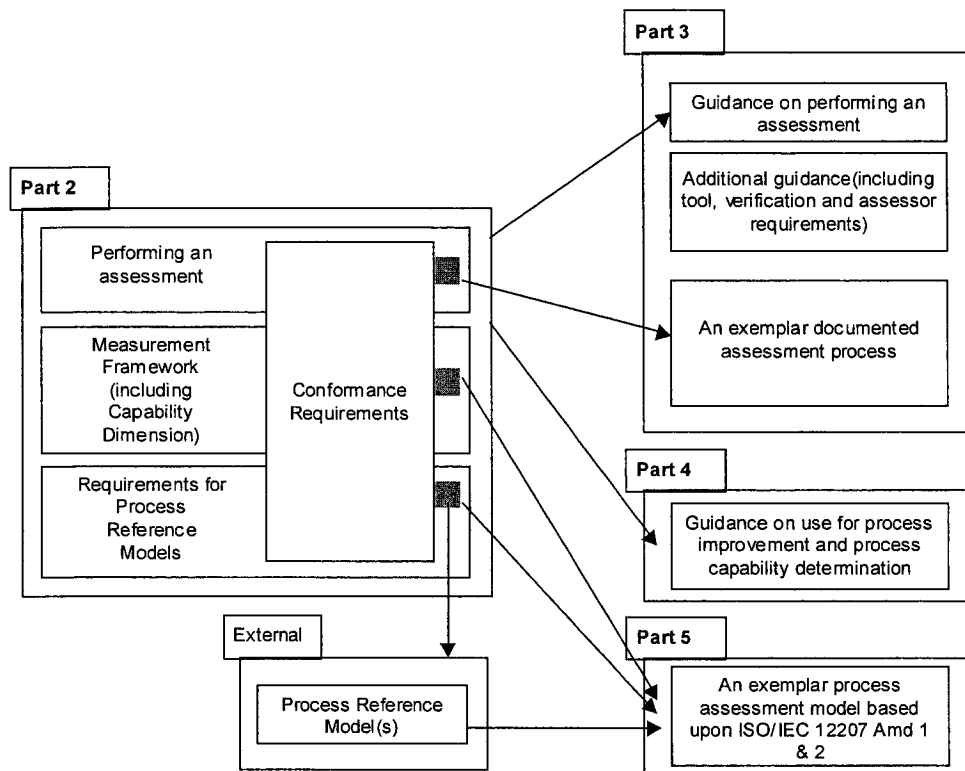 Part 3
Guidance on performing an
assessment
Additional guidance(including
tool, verification and assessor
requirements)
An exemplar documented
assessment process
Part 2
Performing an
assessment
Measurement
Framework
(including
Capability
Dimension)
Requirements for
Process
Reference
Models
Conformance
Requirements
Part 4
Guidance on use for process
improvement and process
capability determination
External
Process Reference
Model(s)
Part 5
An exemplar process
assessment model based
upon ISO/IEC 12207 Amd 1
& 2